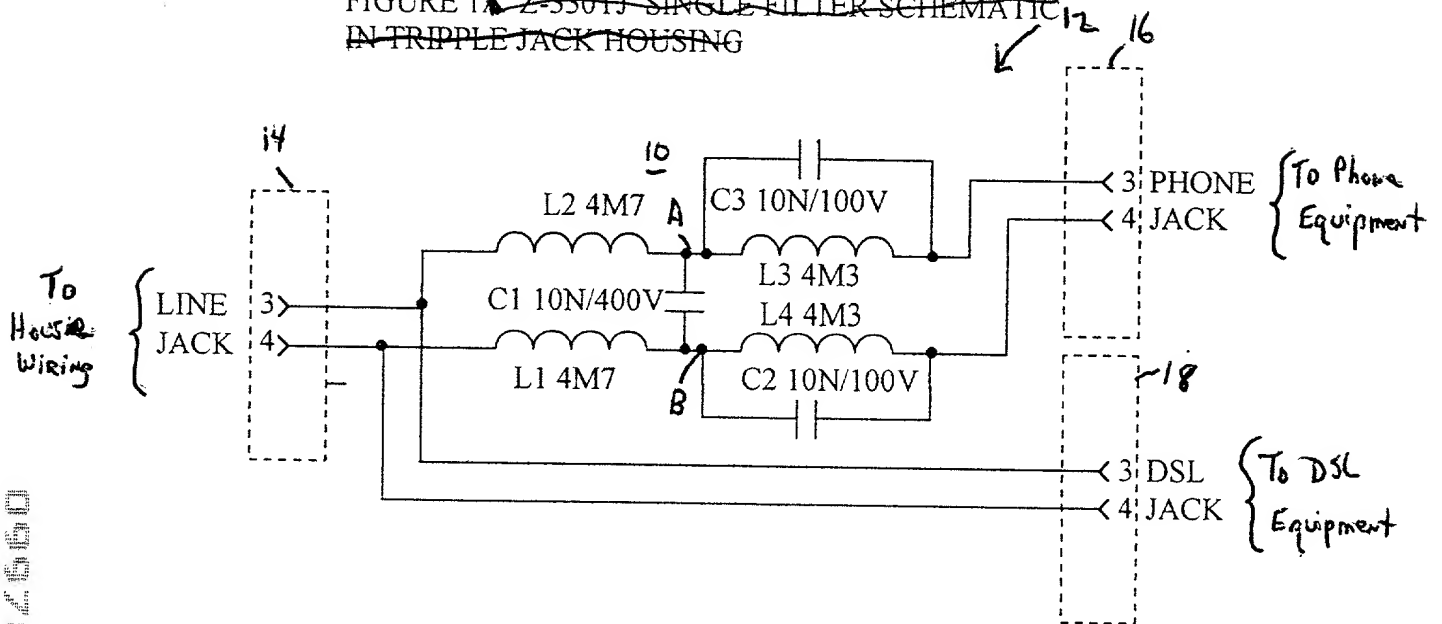 FIGURE 1A Z-3301J SINGLE FILTER SCHEMATIC
IN TRIPPLE JACK HOUSING
12
16
14
10
L2 4M7
A
C3 10N/100V
3 PHONE
4 JACK
To Phone
Equipment
L3 4M3
To
House
Wiring
LINE 3
JACK 4
C1 10N/400V
L4 4M3
L1 4M7
B
C2 10N/100V
18
3 DSL
4 JACK
To DSL
Equipment